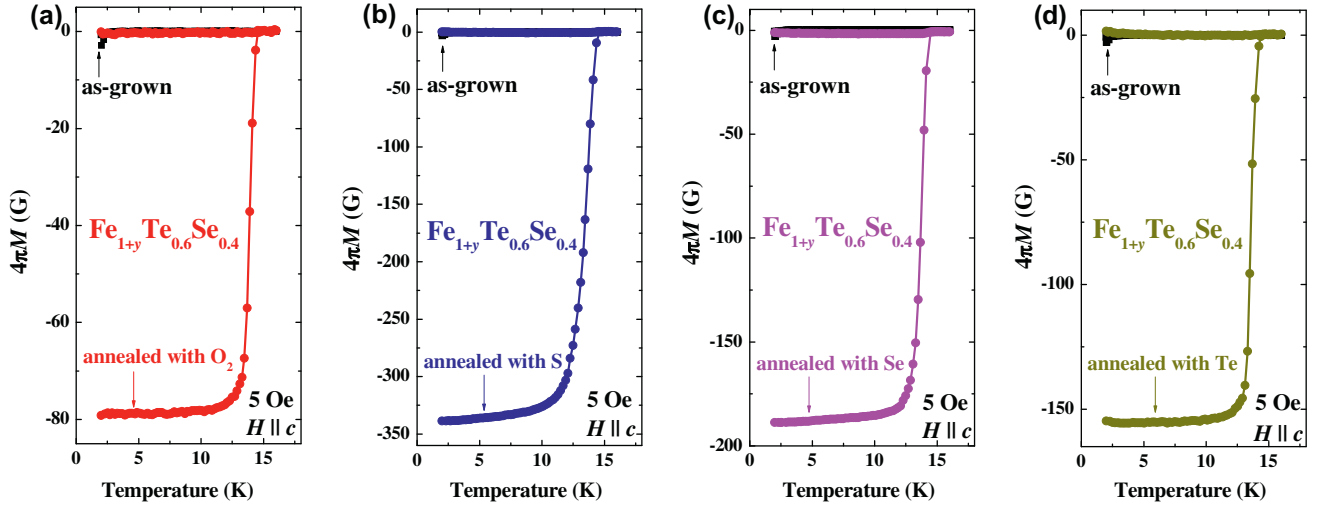 (a)
0
-20
-40
-60
-80
4πM (G)
as-grown
Fe1+yTe0.6Se0.4
annealed with O2
5 Oe
H || c
0 5 10 15
Temperature (K)
(b)
0
-50
-100
-150
-200
-250
-300
-350
4πM (G)
as-grown
Fe1+yTe0.6Se0.4
annealed with S
5 Oe
H || c
0 5 10 15
Temperature (K)
(c)
0
-50
-100
-150
-200
4πM (G)
as-grown
Fe1+yTe0.6Se0.4
annealed with Se
5 Oe
H || c
0 5 10 15
Temperature (K)
(d)
0
-50
-100
-150
4πM (G)
as-grown
Fe1+yTe0.6Se0.4
annealed with Te
5 Oe
H || c
0 5 10 15
Temperature (K)